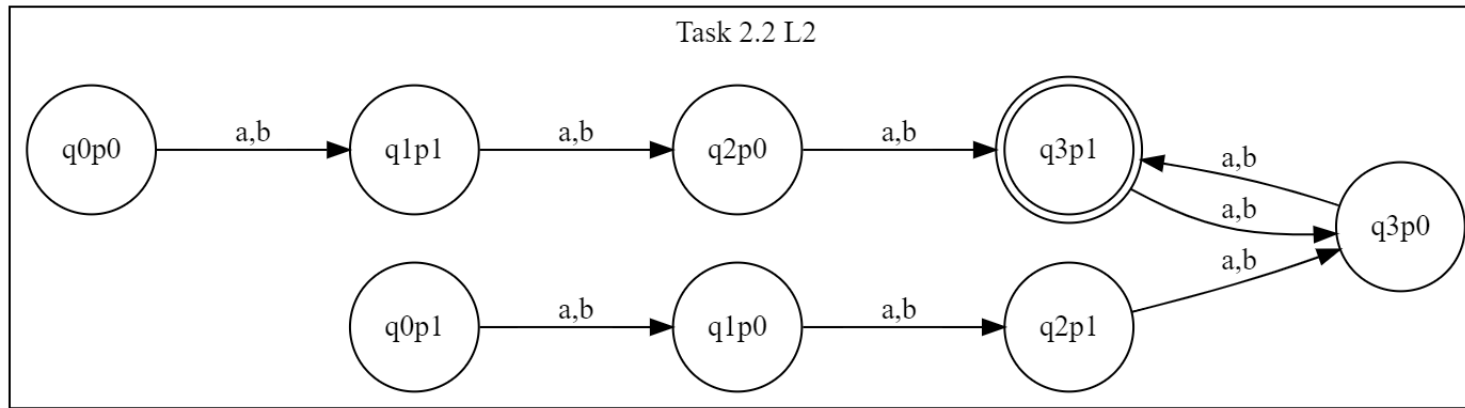 Task 2.2 L2
q0p0 a,b q1p1 a,b q2p0 a,b q3p1 a,b
a,b q3p0
a,b
q0p1 a,b q1p0 a,b q2p1